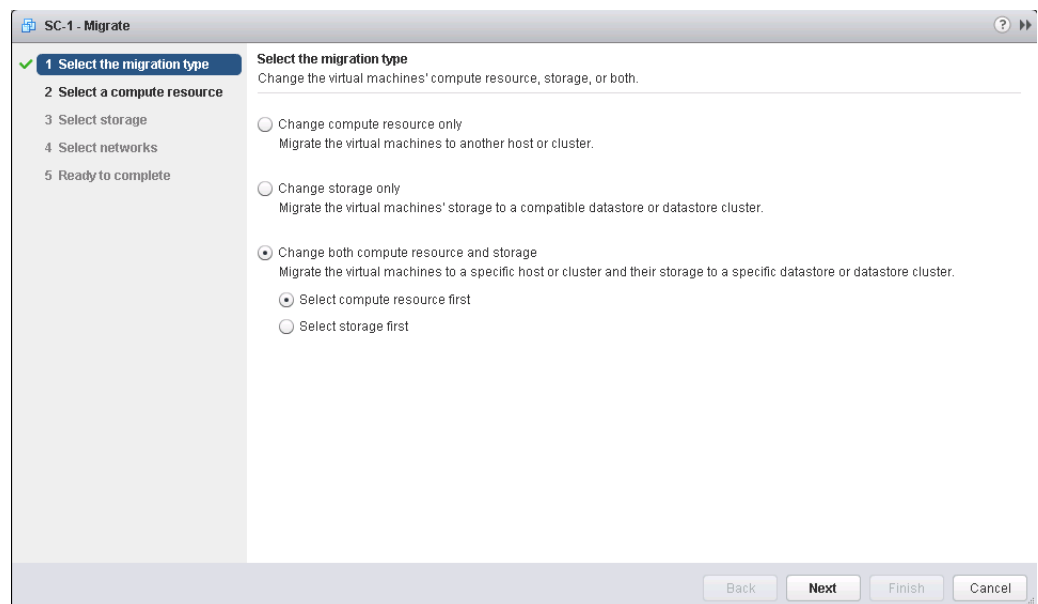 SC-1 - Migrate
?
1 Select the migration type
2 Select a compute resource
3 Select storage
4 Select networks
5 Ready to complete
Select the migration type
Change the virtual machines' compute resource, storage, or both.
Change compute resource only
Migrate the virtual machines to another host or cluster.
Change storage only
Migrate the virtual machines' storage to a compatible datastore or datastore cluster.
Change both compute resource and storage
Migrate the virtual machines to a specific host or cluster and their storage to a specific datastore or datastore cluster.
Select compute resource first
Select storage first
Back Next Finish Cancel